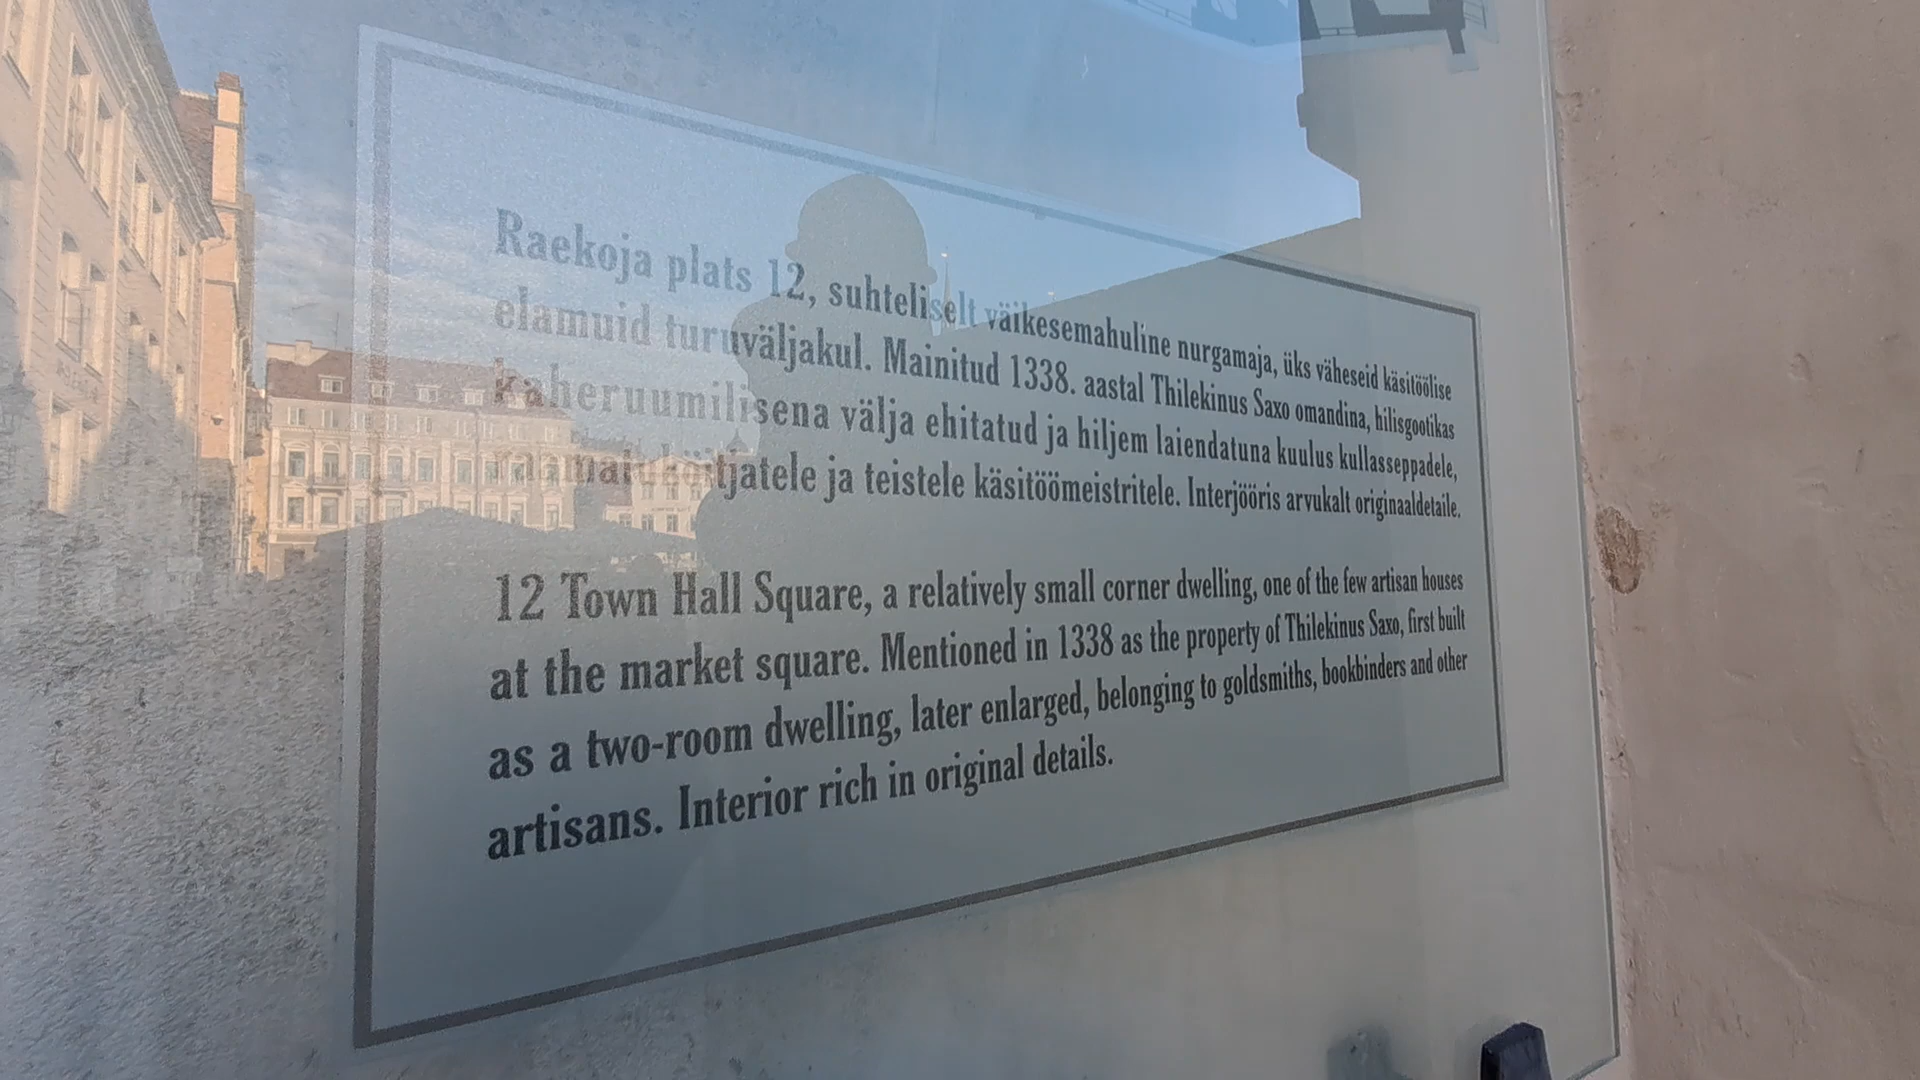 Raekoja plats 12, suhteliselt väikesemahuline nurgamaja, üks väheseid käsitöölise
elamuid turuväljakul. Mainitud 1338. aastal Thilekinus Saxo omandina, hilisgootikas
kaheruumilisena välja ehitatud ja hiljem laiendatuna kuulus kullasseppadele,
raamatuköitjatele ja teistele käsitöömeistritele. Interjööris arvukalt originaaldetaile.
12 Town Hall Square, a relatively small corner dwelling, one of the few artisan houses
at the market square. Mentioned in 1338 as the property of Thilekinus Saxo, first built
as a two-room dwelling, later enlarged, belonging to goldsmiths, bookbinders and other
artisans. Interior rich in original details.